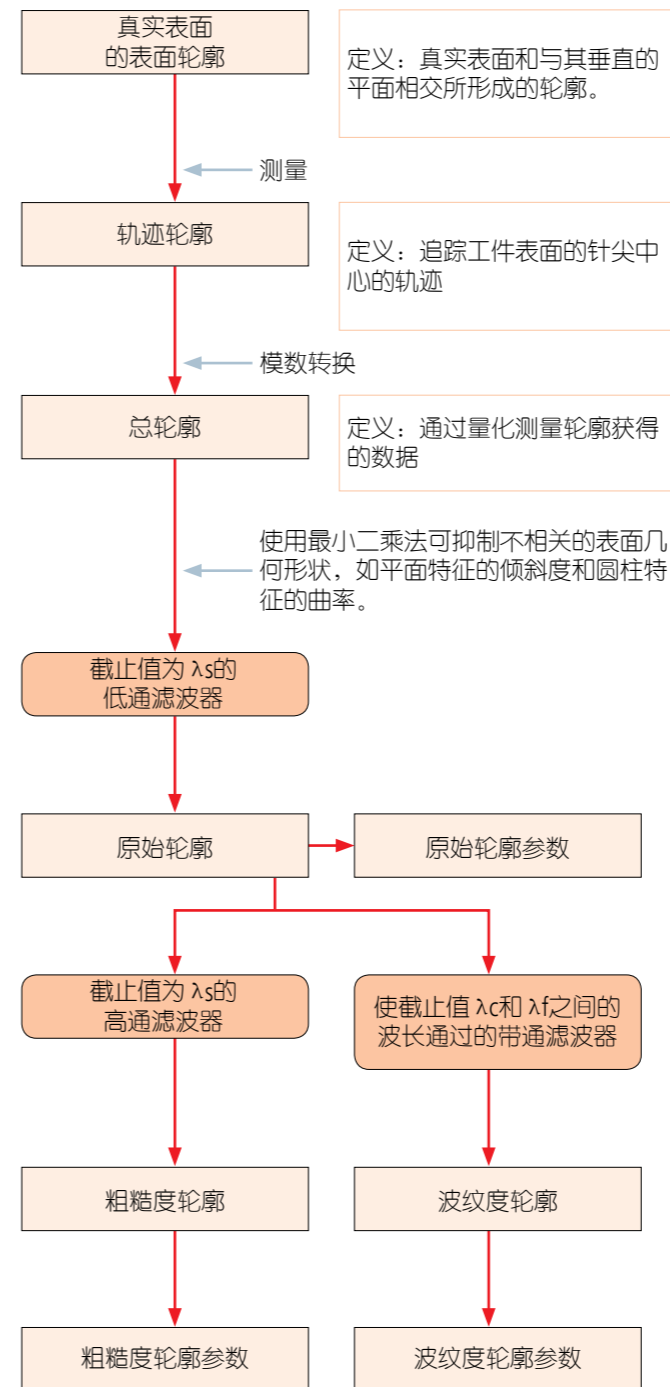 真实表面
的表面轮廓
定义：真实表面和与其垂直的
平面相交所形成的轮廓。
测量
轨迹轮廓
定义：追踪工件表面的针尖中
心的轨迹
模数转换
总轮廓
定义：通过量化测量轮廓获得
的数据
使用最小二乘法可抑制不相关的表面几
何形状，如平面特征的倾斜度和圆柱特
征的曲率。
截止值为 λs的
低通滤波器
原始轮廓
原始轮廓参数
截止值为 λs的
高通滤波器
使截止值 λc和 λf之间的
波长通过的带通滤波器
粗糙度轮廓
波纹度轮廓
粗糙度轮廓参数
波纹度轮廓参数